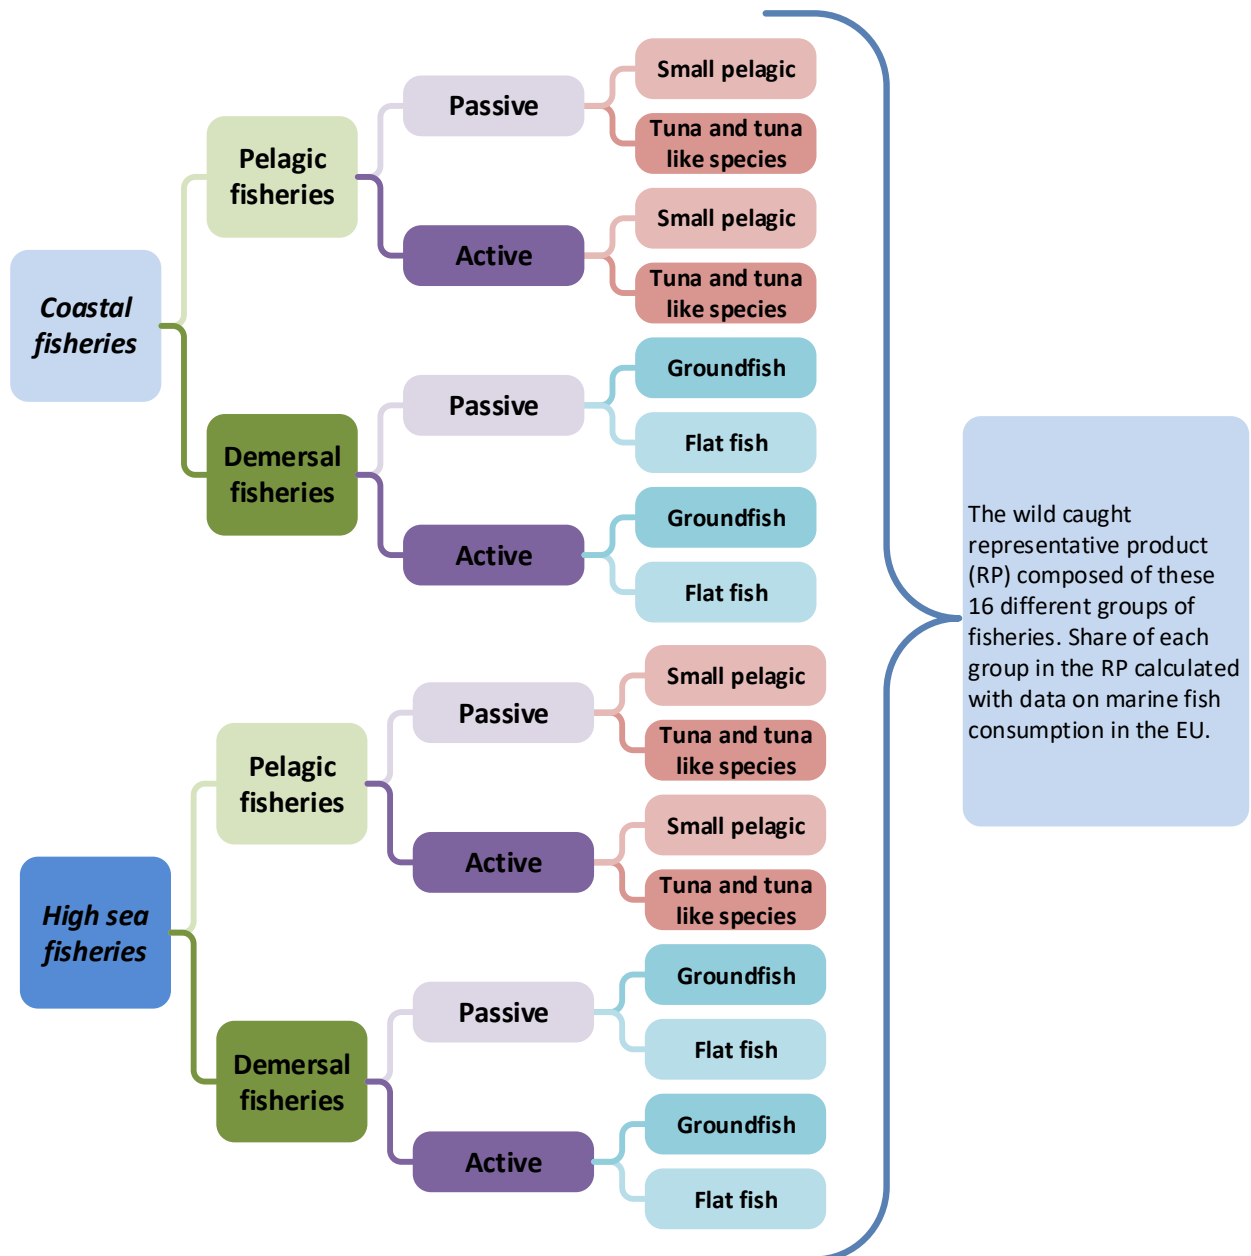 Coastal
fisheries
Pelagic
fisheries
Passive
Small pelagic
Tuna and tuna
like species
Active
Small pelagic
Tuna and tuna
like species
Demersal
fisheries
Passive
Groundfish
Flat fish
Active
Groundfish
Flat fish
High sea
fisheries
Pelagic
fisheries
Passive
Small pelagic
Tuna and tuna
like species
Active
Small pelagic
Tuna and tuna
like species
Demersal
fisheries
Passive
Groundfish
Flat fish
Active
Groundfish
Flat fish
The wild caught
representative product
(RP) composed of these
16 different groups of
fisheries. Share of each
group in the RP calculated
with data on marine fish
consumption in the EU.